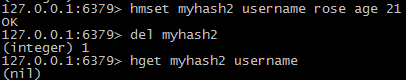 127.0.0.1:6379> hmset myhash2 username rose age 21
OK
127.0.0.1:6379> del myhash2
(integer) 1
127.0.0.1:6379> hget myhash2 username
(nil)